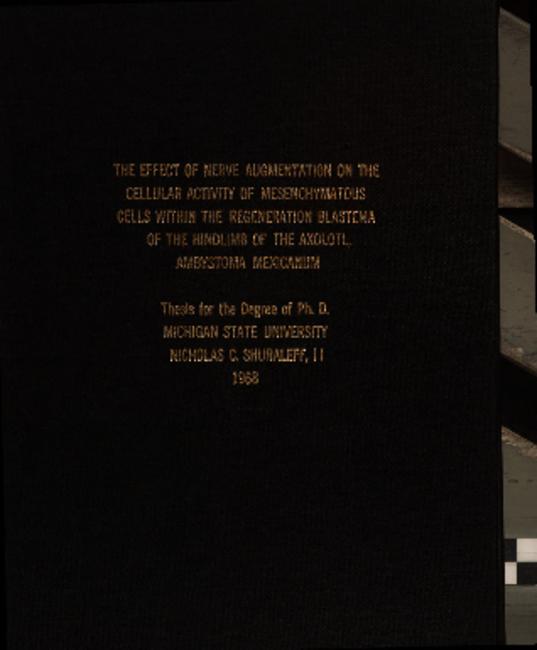 THE EFFECT OF NERVE AUGMENTATION ON THE
CELLULAR ACTIVITY OF MESENCHYMATOUS
CELLS WITHIN THE REGENERATION BLASTEMA
OF THE HINDLIMB OF THE AXOLOTL,
AMBYSTOMA MEXICANUM
Thesis for the Degree of Ph. D.
MICHIGAN STATE UNIVERSITY
NICHOLAS C. SHURALEFF, II
1968